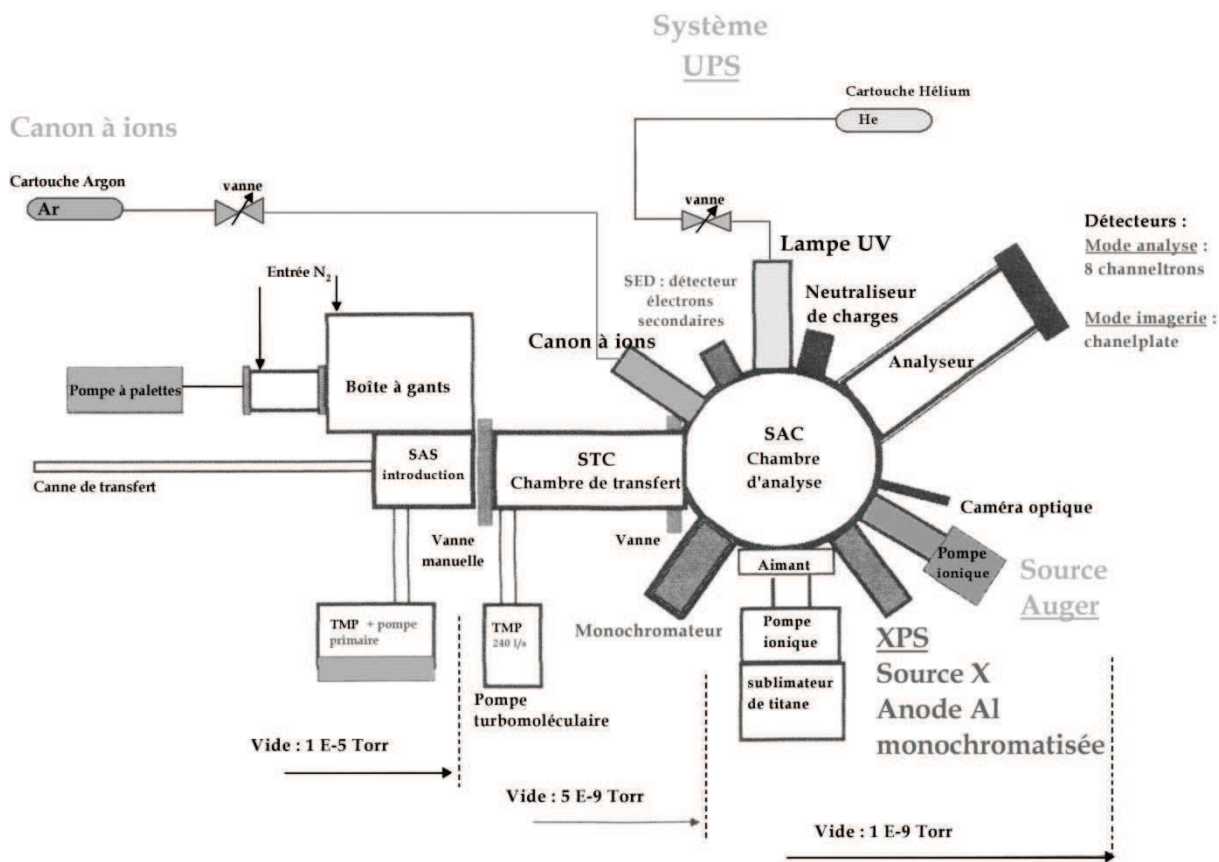 Système
UPS
Cartouche Hélium
He
Canon à ions
Cartouche Argon
Ar
vanne
vanne
Lampe UV
Détecteurs :
Mode analyse :
8 channeltrons
Mode imagerie :
chanelplate
Entrée N2
SED : détecteur
électrons
secondaires
Neutraliseur
de charges
Canon à ions
Analyseur
Pompe à palettes
Boîte à gants
SAS
introduction
STC
Chambre de transfert
SAC
Chambre
d'analyse
Canne de transfert
Vanne
manuelle
Vanne
Caméra optique
Pompe
ionique
Source
Auger
Aimant
TMP + pompe
primaire
TMP
240 l/s
Monochromateur
Pompe
ionique
XPS
Source X
Anode Al
monochromatisée
sublimateur
de titane
Pompe
turbomoléculaire
Vide : 1 E-5 Torr
Vide : 5 E-9 Torr
Vide : 1 E-9 Torr